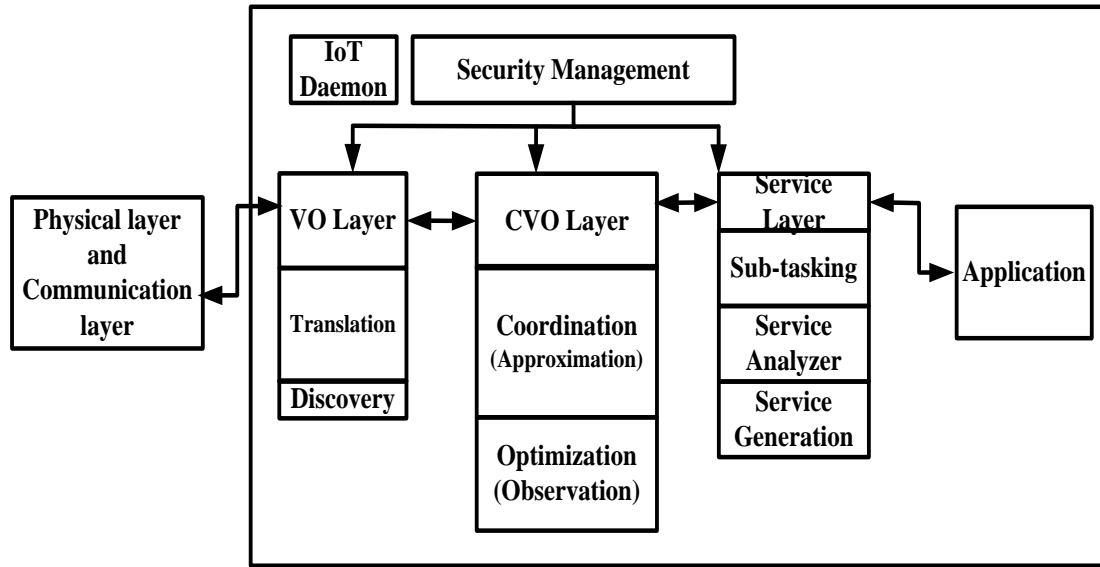 IoT
Daemon
Security Management
Physical layer
and
Communication
layer
VO Layer
Translation
Discovery
CVO Layer
Coordination
(Approximation)
Optimization
(Observation)
Service
Layer
Sub-tasking
Service
Analyzer
Service
Generation
Application